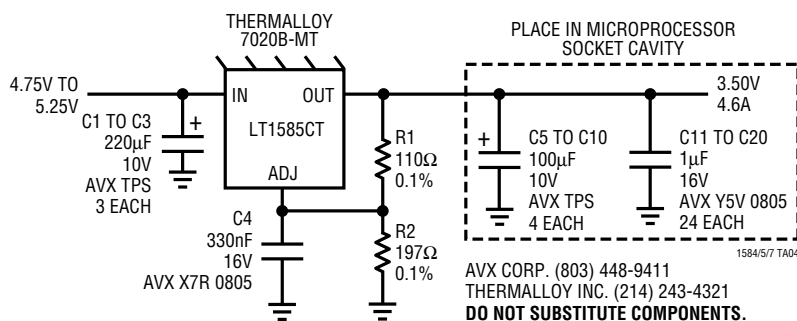 THERMALLOY
7020B-MT
PLACE IN MICROPROCESSOR
SOCKET CAVITY
4.75V TO
5.25V
IN
OUT
LT1585CT
ADJ
3.50V
4.6A
C1 TO C3
220µF
10V
AVX TPS
3 EACH
+
R1
110Ω
0.1%
+
C5 TO C10
100µF
10V
AVX TPS
4 EACH
C11 TO C20
1µF
16V
AVX Y5V 0805
24 EACH
C4
330nF
16V
AVX X7R 0805
R2
197Ω
0.1%
1584/5/7 TA04
AVX CORP. (803) 448-9411
THERMALLOY INC. (214) 243-4321
DO NOT SUBSTITUTE COMPONENTS.